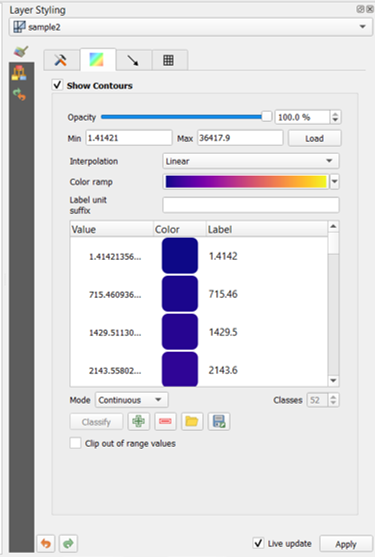 Layer Styling
sample2
Show Contours
Opacity 100.0 %
Min 1.41421 Max 36417.9 Load
Interpolation Linear
Color ramp
Label unit
suffix
Value Color Label
1.41421356... 1.4142
715.460936... 715.46
1429.51130... 1429.5
2143.55802... 2143.6
Mode Continuous Classes 52
Classify
Clip out of range values
Live update Apply